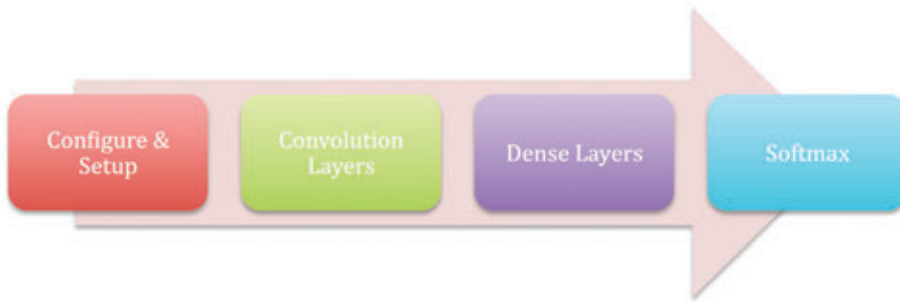 Configure &
Setup
Convolution
Layers
Dense Layers
Softmax